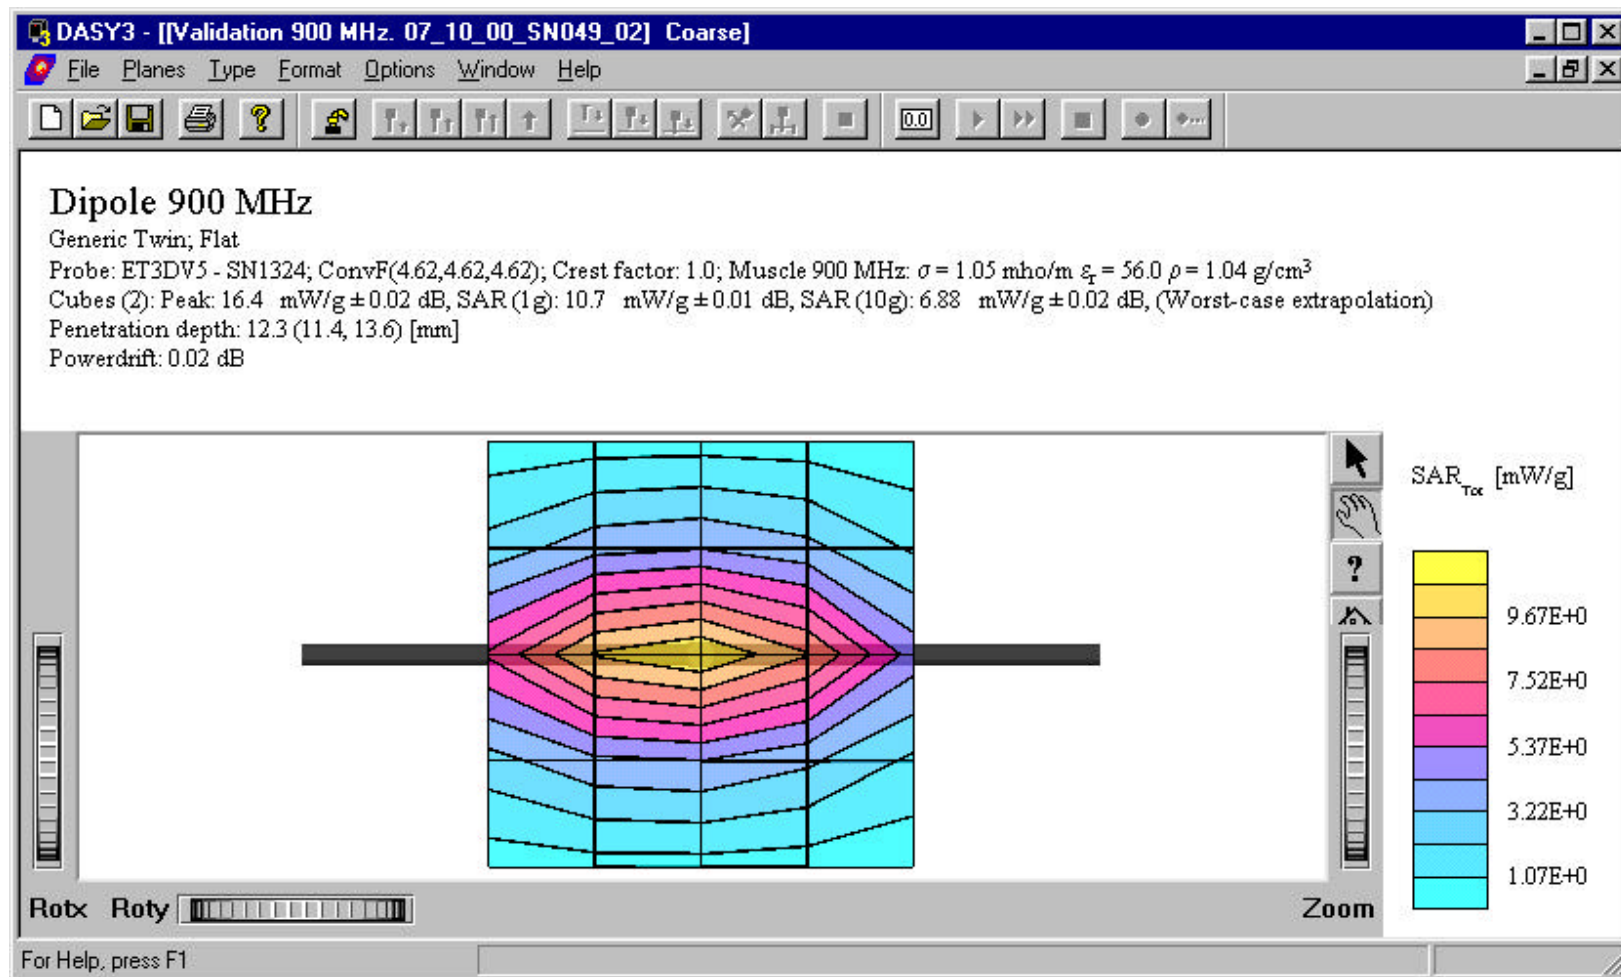 DASY3 - [[Validation 900 MHz. 07_10_00_SN049_02]  Coarse]
File  Planes  Type  Format  Options  Window  Help
0.0
Dipole 900 MHz
Generic Twin; Flat
Probe: ET3DV5 - SN1324; ConvF(4.62,4.62,4.62); Crest factor: 1.0; Muscle 900 MHz: σ = 1.05 mho/m εr = 56.0 ρ = 1.04 g/cm³
Cubes (2): Peak: 16.4   mW/g ± 0.02 dB, SAR (1g): 10.7   mW/g ± 0.01 dB, SAR (10g): 6.88   mW/g ± 0.02 dB, (Worst-case extrapolation)
Penetration depth: 12.3 (11.4, 13.6) [mm]
Powerdrift: 0.02 dB
SARTot [mW/g]
9.67E+0
7.52E+0
5.37E+0
3.22E+0
1.07E+0
Rotx  Roty
Zoom
For Help, press F1